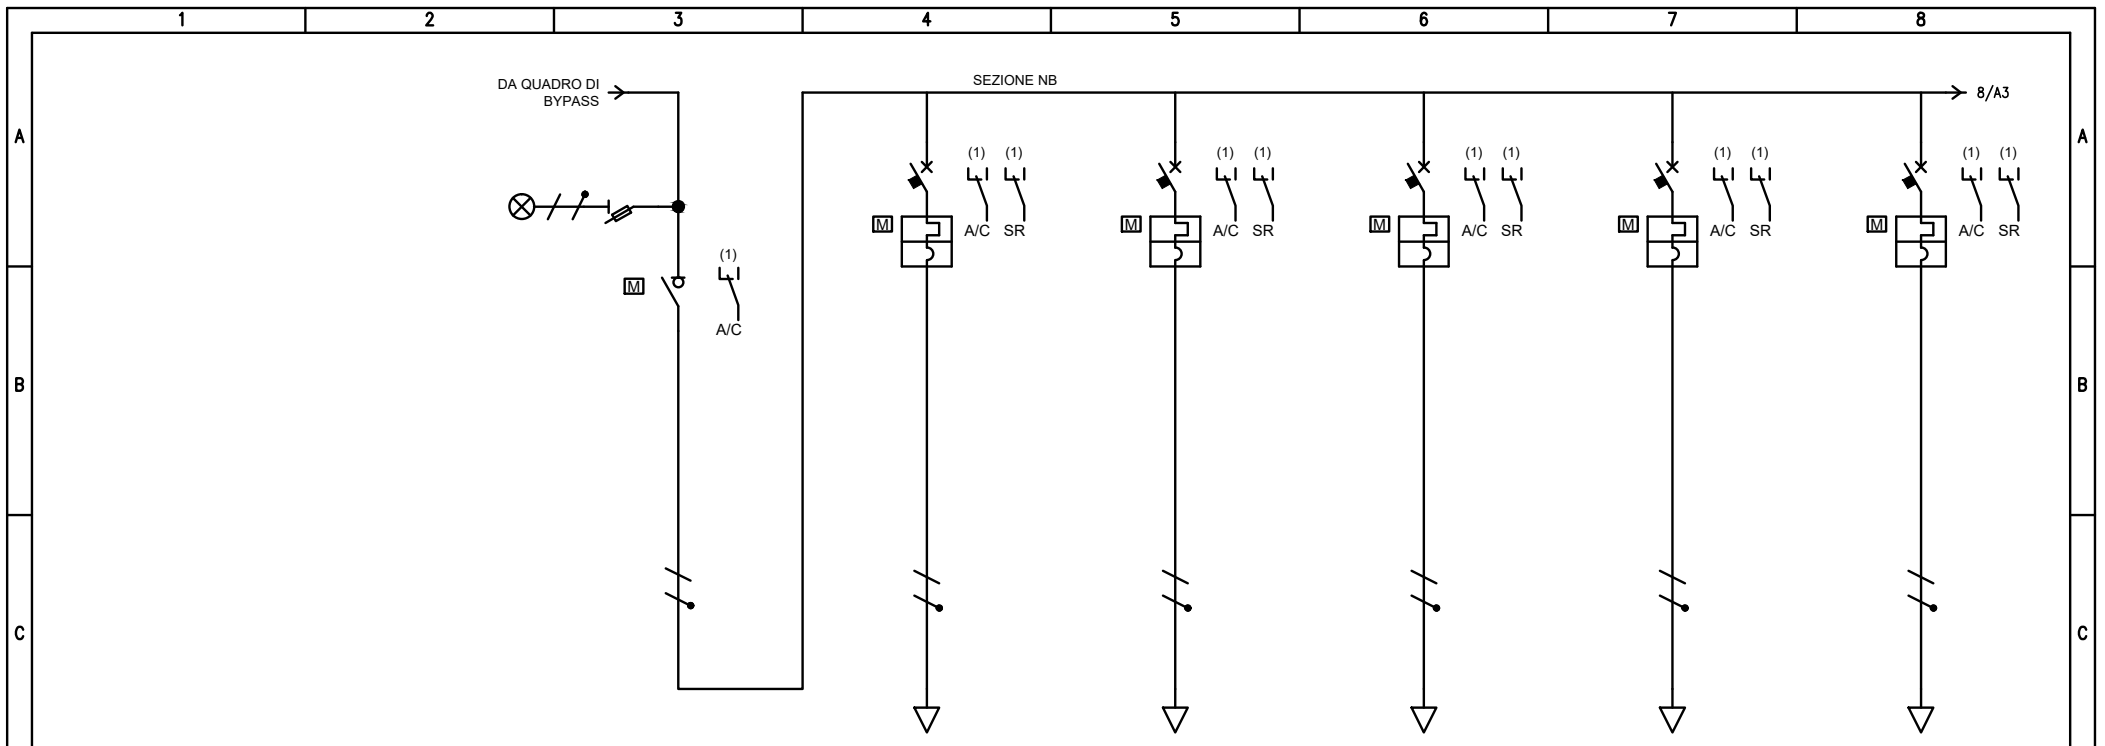 1 2 3 4 5 6 7 8
DA QUADRO DI
BYPASS
SEZIONE NB
8/A3
A A
(1) (1) (1) (1) (1) (1) (1) (1) (1) (1)
M A/C SR M A/C SR M A/C SR M A/C SR M A/C SR
(1)
M
A/C
B B
C C